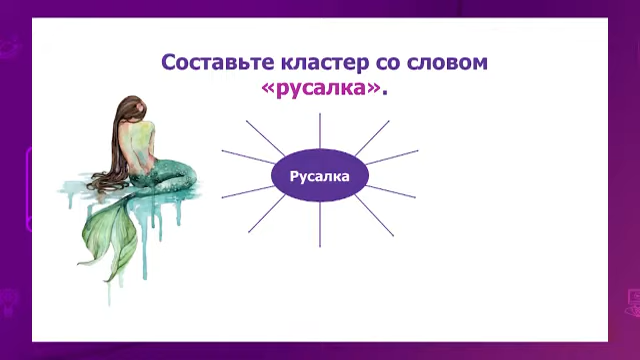 Составьте кластер со словом
«русалка».
Русалка